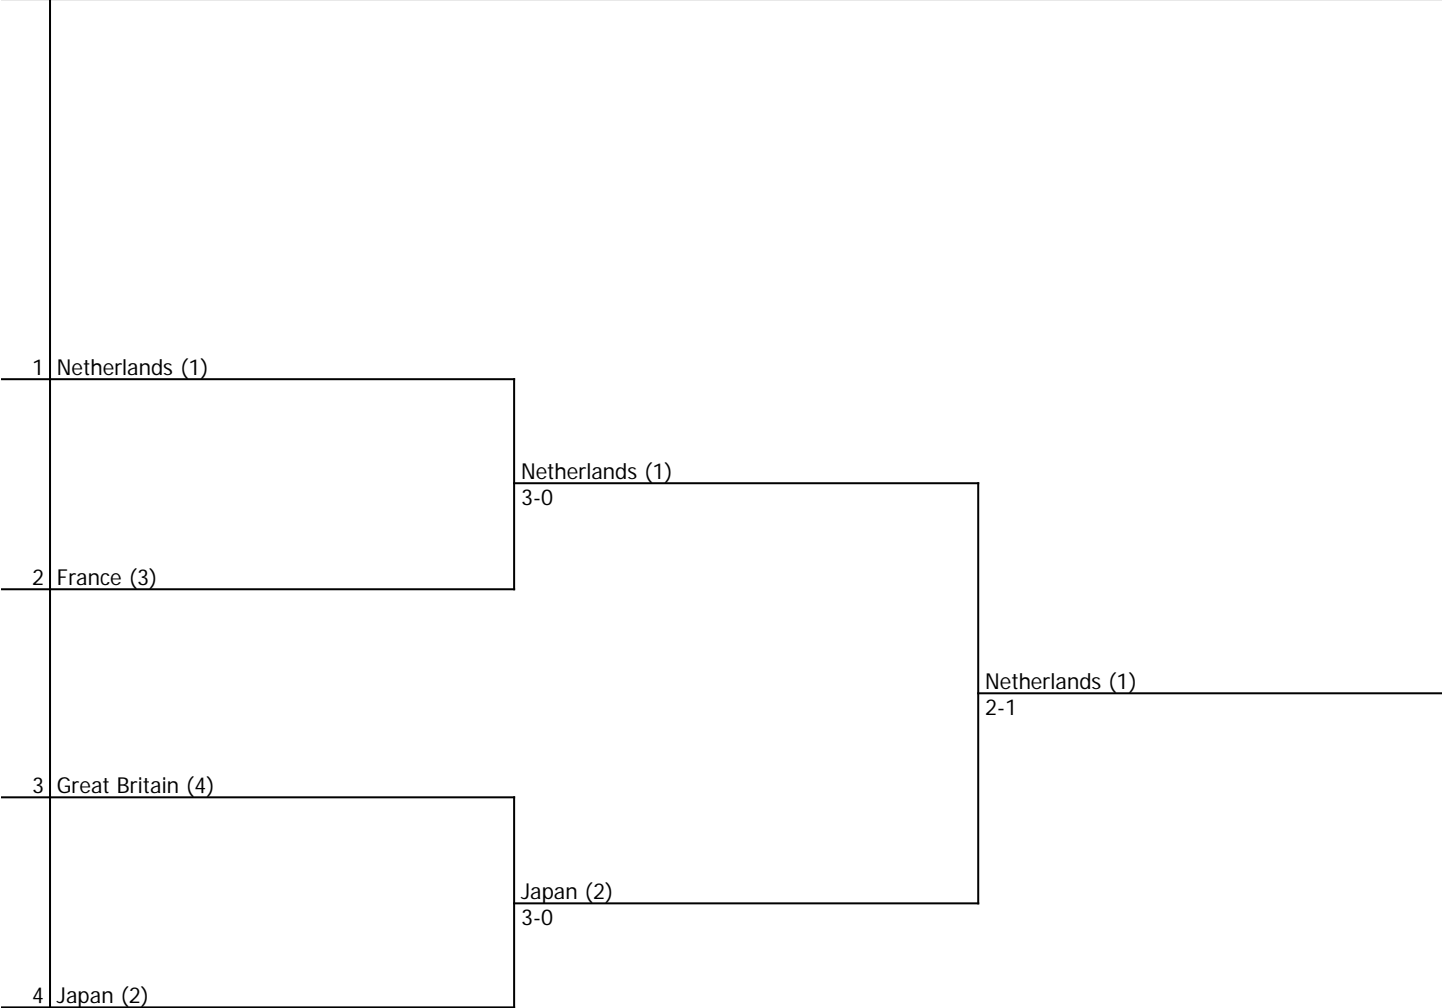 1 Netherlands (1)
Netherlands (1)
3-0
2 France (3)
Netherlands (1)
2-1
3 Great Britain (4)
Japan (2)
3-0
4 Japan (2)